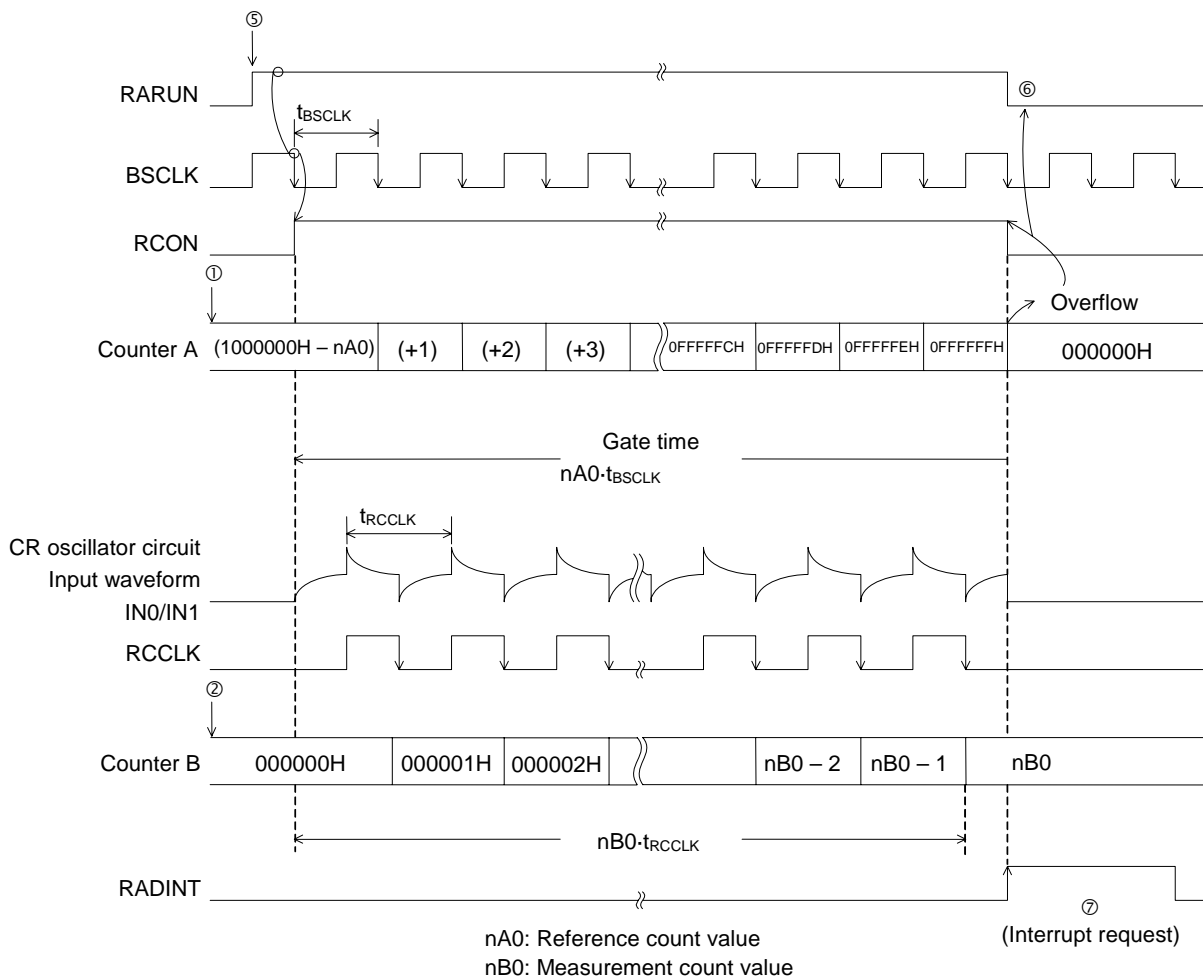 ⑤
RARUN
⑥
tBSCLK
BSCLK
RCON
①
Overflow
Counter A (1000000H – nA0) (+1) (+2) (+3) 0FFFFFCH 0FFFFFDH 0FFFFFEH 0FFFFFFH 000000H
Gate time
nA0·tBSCLK
tRCCLK
CR oscillator circuit
Input waveform
IN0/IN1
RCCLK
②
Counter B 000000H 000001H 000002H nB0 – 2 nB0 – 1 nB0
nB0·tRCCLK
RADINT
⑦
(Interrupt request)
nA0: Reference count value
nB0: Measurement count value